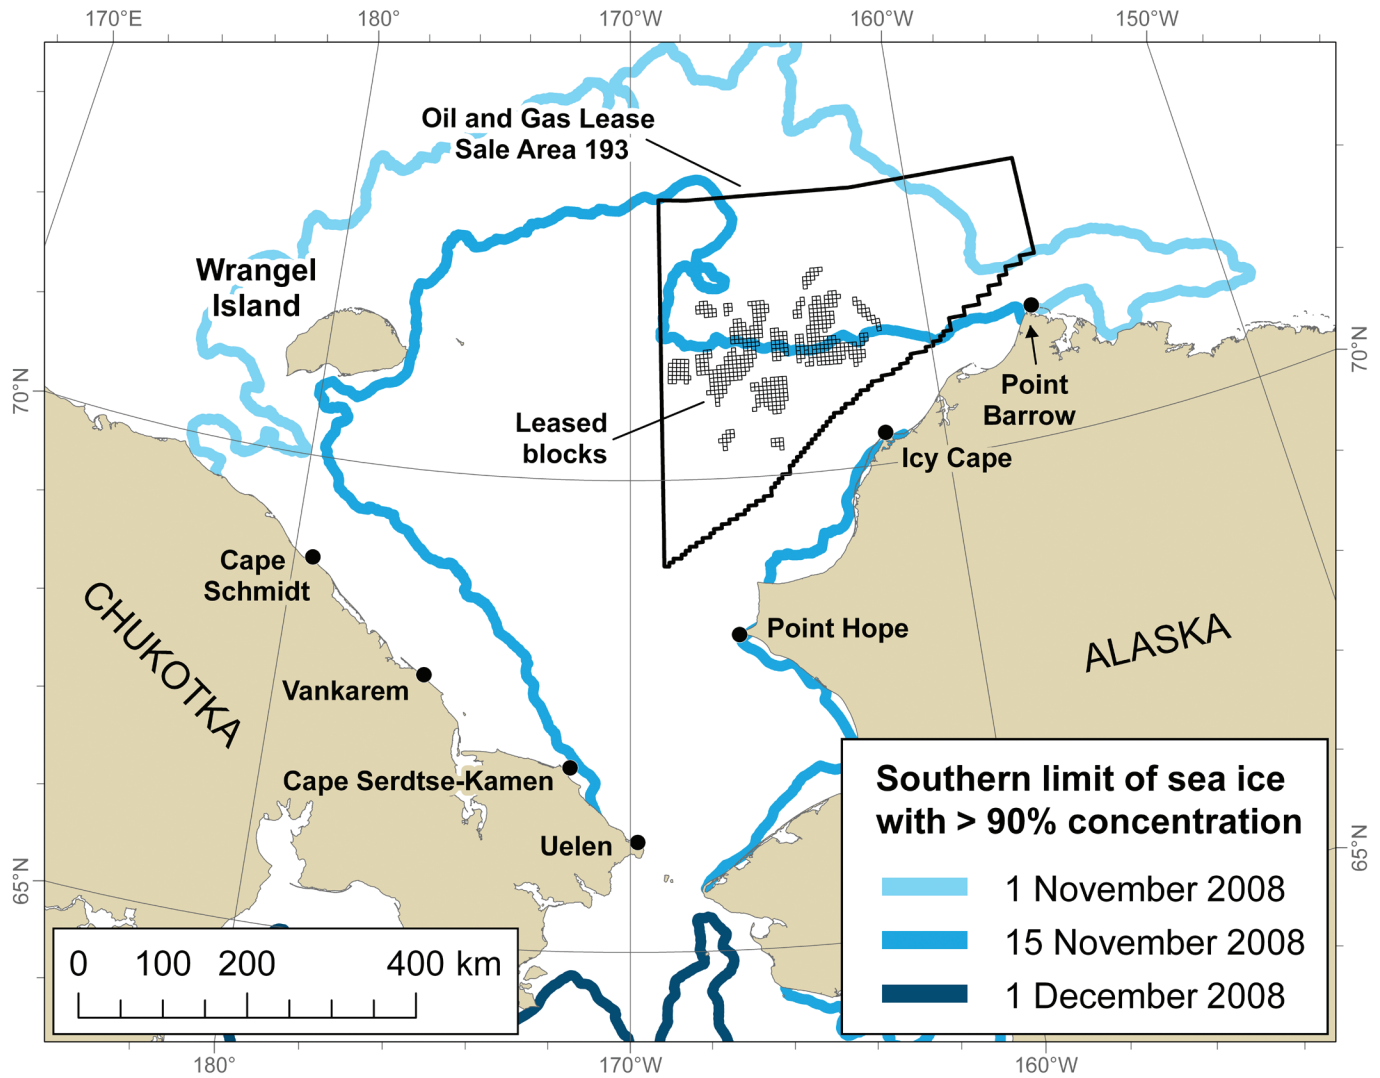 170°E
180°
170°W
160°W
150°W
Oil and Gas Lease
Sale Area 193
Wrangel
Island
70°N
70°N
Point
Barrow
Leased
blocks
Icy Cape
Cape
Schmidt
CHUKOTKA
Point Hope
ALASKA
Vankarem
Cape Serdtse-Kamen
Uelen
65°N
65°N
Southern limit of sea ice
with > 90% concentration
1 November 2008
15 November 2008
1 December 2008
0 100 200 400 km
180°
170°W
160°W